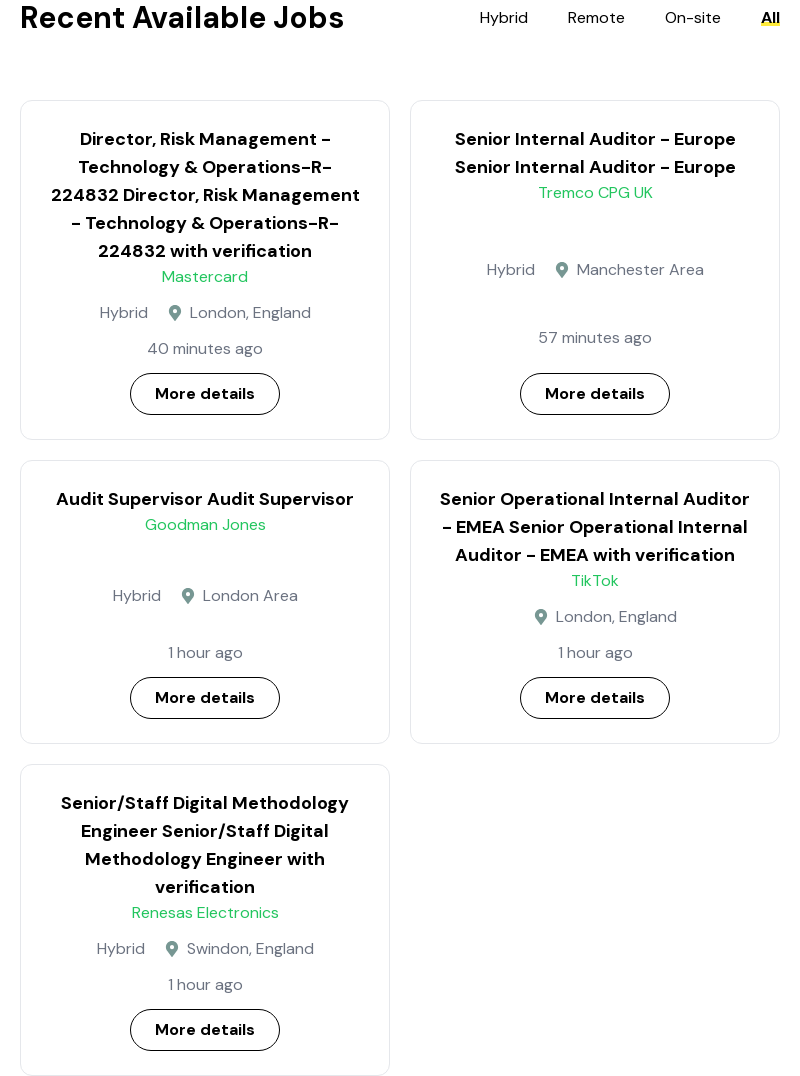 Recent Available Jobs
Hybrid Remote On-site All
Director, Risk Management -
Technology & Operations-R-
224832 Director, Risk Management
- Technology & Operations-R-
224832 with verification
Mastercard
Hybrid London, England
40 minutes ago
More details
Senior Internal Auditor - Europe
Senior Internal Auditor - Europe
Tremco CPG UK
Hybrid Manchester Area
57 minutes ago
More details
Audit Supervisor Audit Supervisor
Goodman Jones
Hybrid London Area
1 hour ago
More details
Senior Operational Internal Auditor
- EMEA Senior Operational Internal
Auditor - EMEA with verification
TikTok
London, England
1 hour ago
More details
Senior/Staff Digital Methodology
Engineer Senior/Staff Digital
Methodology Engineer with
verification
Renesas Electronics
Hybrid Swindon, England
1 hour ago
More details